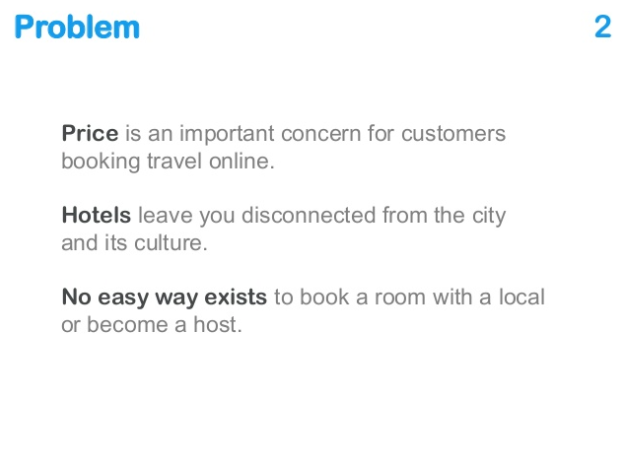 Problem 2
Price is an important concern for customers
booking travel online.
Hotels leave you disconnected from the city
and its culture.
No easy way exists to book a room with a local
or become a host.